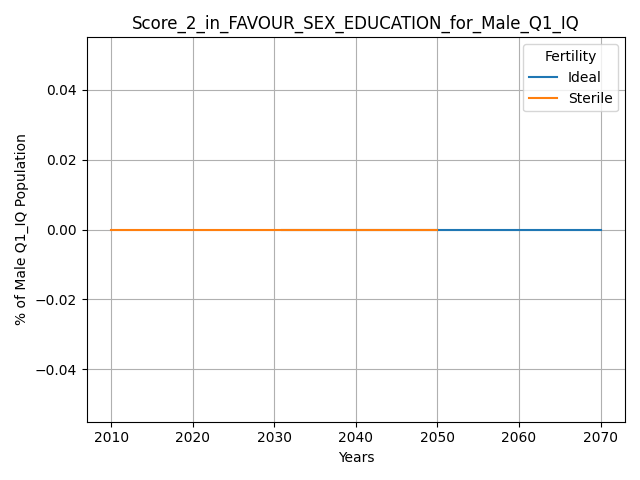 Score_2_in_FAVOUR_SEX_EDUCATION_for_Male_Q1_IQ
Fertility
Ideal
Sterile
0.04
0.02
0.00
−0.02
−0.04
% of Male Q1_IQ Population
2010 2020 2030 2040 2050 2060 2070
Years